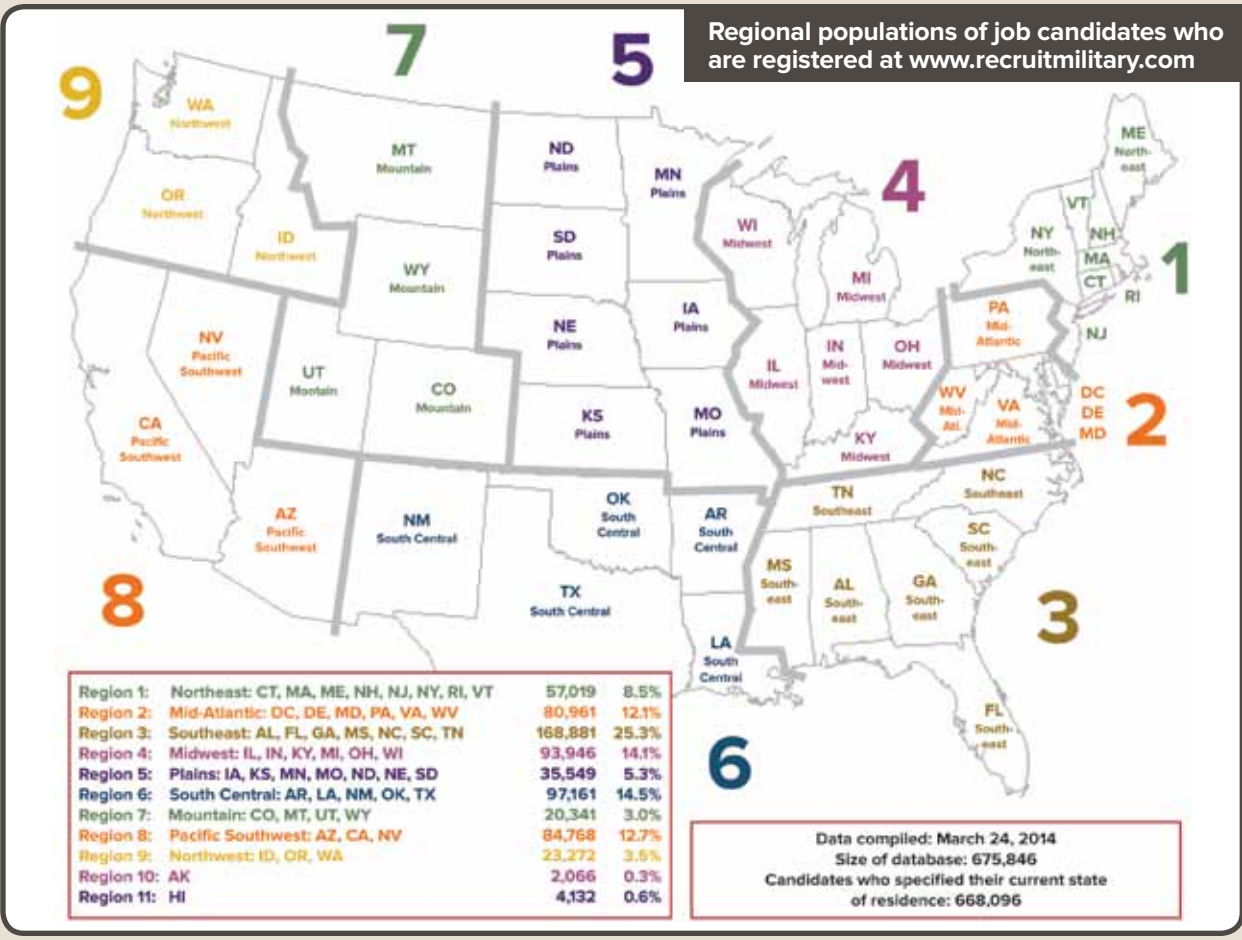 Regional populations of job candidates who
are registered at www.recruitmilitary.com
7
5
9
4
1
2
8
3
6
WA
Northwest
OR
Northwest
ID
Northwest
MT
Mountain
WY
Mountain
UT
Mountain
CO
Mountain
NV
Pacific
Southwest
CA
Pacific
Southwest
AZ
Pacific
Southwest
ND
Plains
SD
Plains
NE
Plains
KS
Plains
MN
Plains
IA
Plains
MO
Plains
NM
South Central
OK
South
Central
TX
South Central
AR
South
Central
LA
South
Central
WI
Midwest
MI
Midwest
IL
Midwest
IN
Mid-
west
OH
Midwest
KY
Midwest
ME
North-
east
VT
NH
NY
North-
east
MA
CT
RI
NJ
PA
Mid-
Atlantic
WV
Mid-
Atl.
VA
Mid-
Atlantic
DC
DE
MD
TN
Southeast
NC
Southeast
SC
South-
east
MS
South-
east
AL
South-
east
GA
South-
east
FL
South-
east
Region 1: Northeast: CT, MA, ME, NH, NJ, NY, RI, VT 57,019 8.5%
Region 2: Mid-Atlantic: DC, DE, MD, PA, VA, WV 80,961 12.1%
Region 3: Southeast: AL, FL, GA, MS, NC, SC, TN 168,881 25.3%
Region 4: Midwest: IL, IN, KY, MI, OH, WI 93,946 14.1%
Region 5: Plains: IA, KS, MN, MO, ND, NE, SD 35,549 5.3%
Region 6: South Central: AR, LA, NM, OK, TX 97,161 14.5%
Region 7: Mountain: CO, MT, UT, WY 20,341 3.0%
Region 8: Pacific Southwest: AZ, CA, NV 84,768 12.7%
Region 9: Northwest: ID, OR, WA 23,272 3.5%
Region 10: AK 2,066 0.3%
Region 11: HI 4,132 0.6%
Data compiled: March 24, 2014
Size of database: 675,846
Candidates who specified their current state
of residence: 668,096